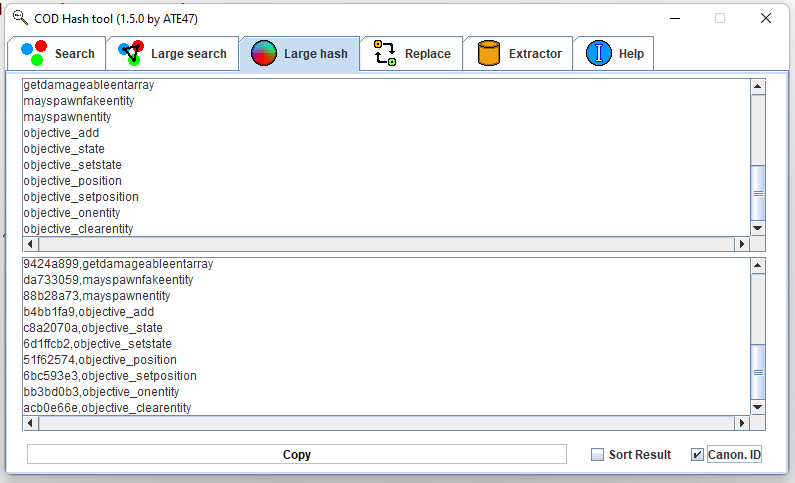 COD Hash tool (1.5.0 by ATE47)
Search Large search Large hash Replace Extractor Help
getdamageableentarray
mayspawnfakeentity
mayspawnentity
objective_add
objective_state
objective_setstate
objective_position
objective_setposition
objective_onentity
objective_clearentity
9424a899,getdamageableentarray
da733059,mayspawnfakeentity
88b28a73,mayspawnentity
b4bb1fa9,objective_add
c8a2070a,objective_state
6d1ffcb2,objective_setstate
51f62574,objective_position
6bc593e3,objective_setposition
bb3bd0b3,objective_onentity
acb0e66e,objective_clearentity
Copy Sort Result Canon. ID